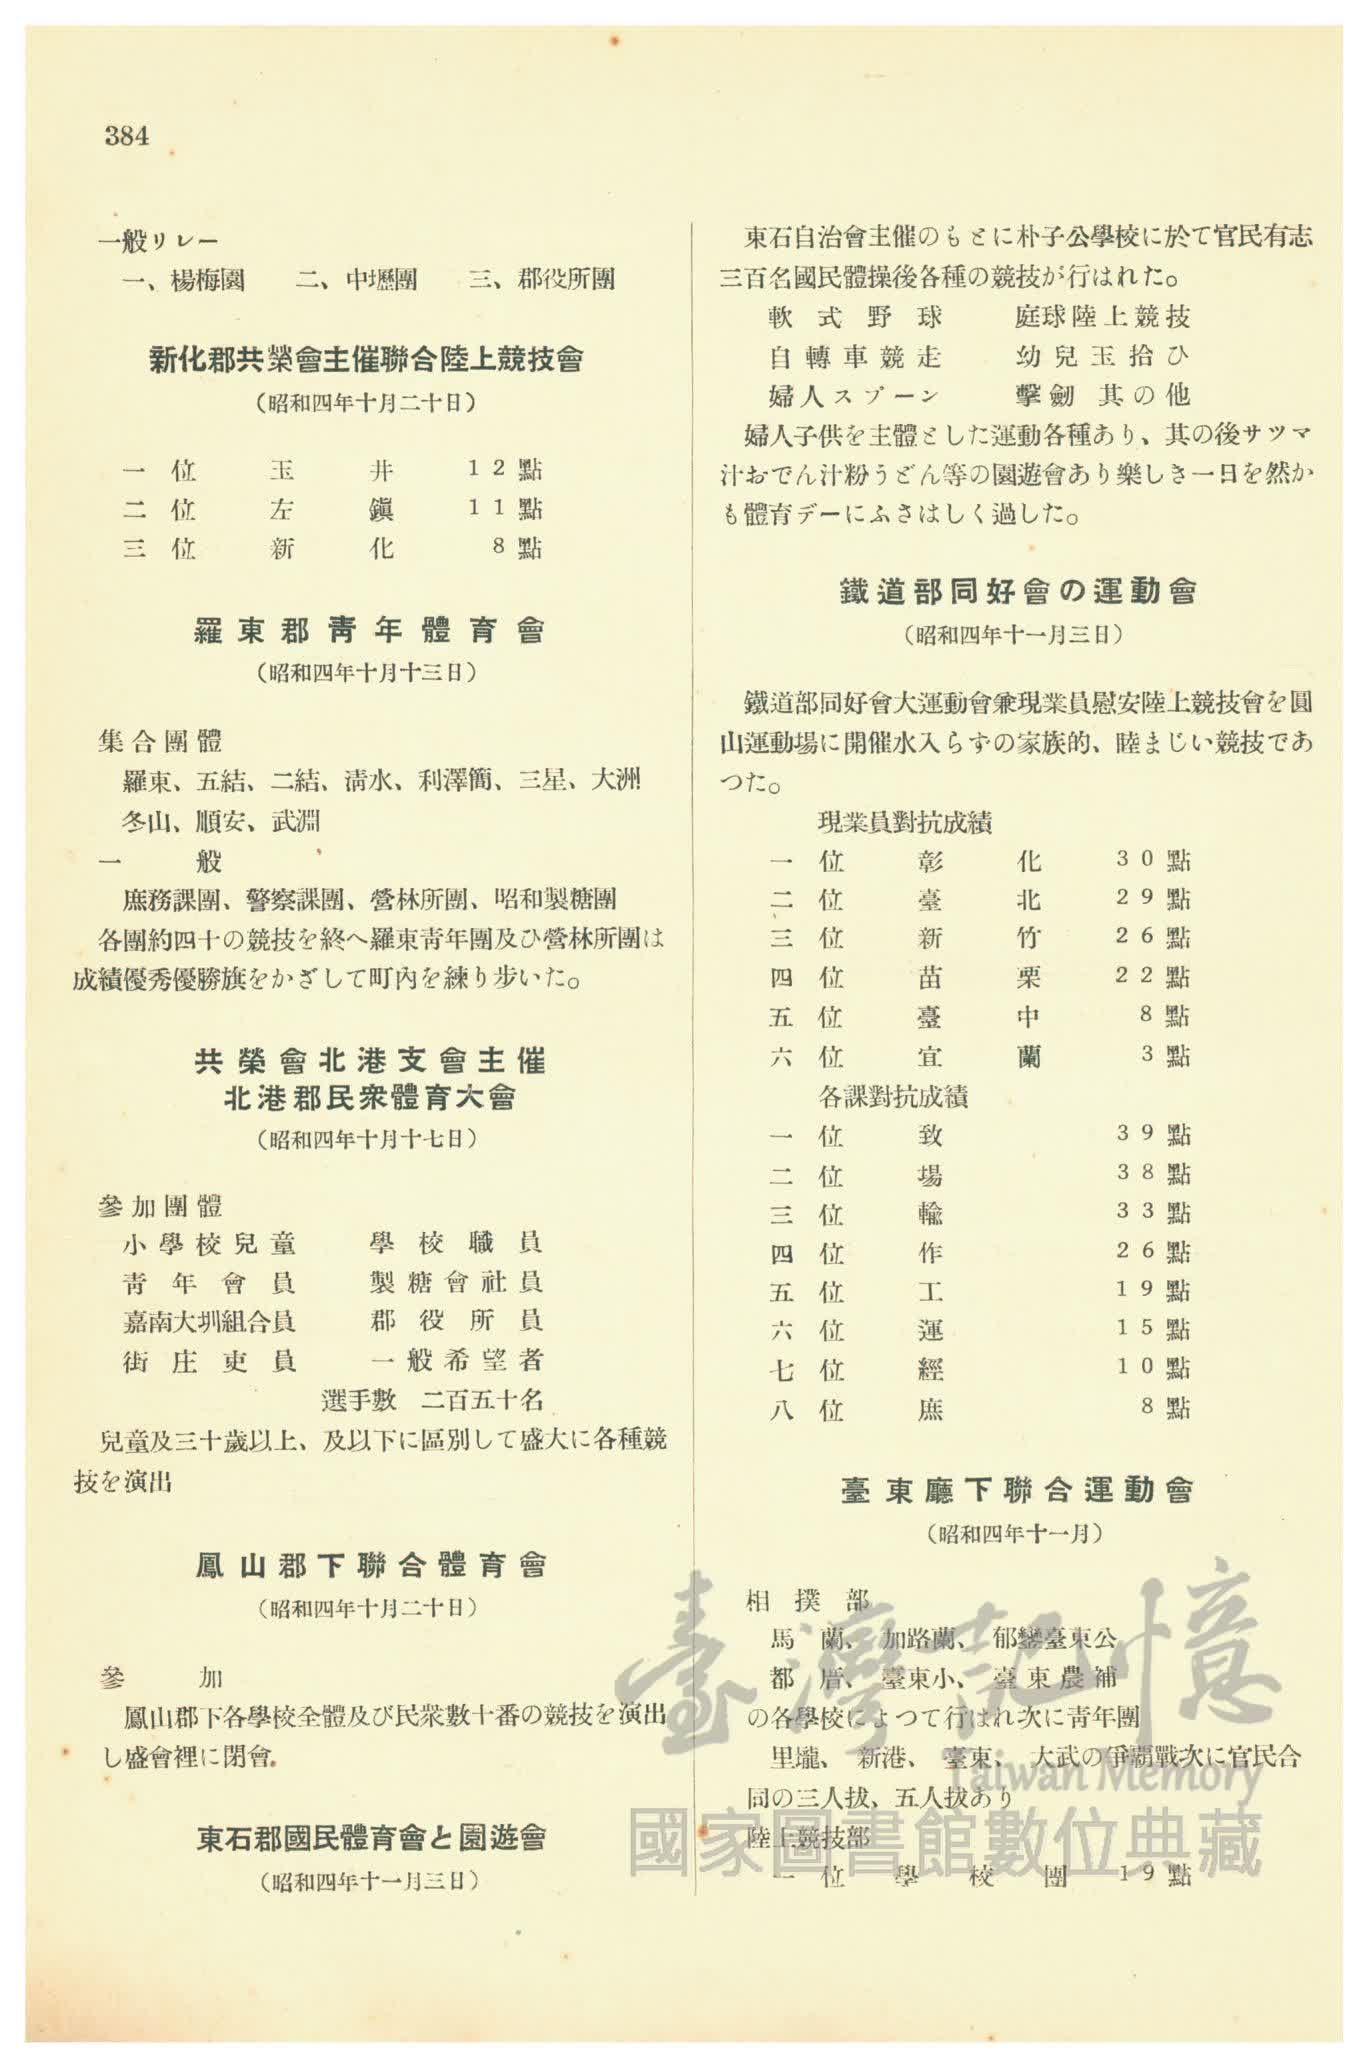 384
一般リレー
一、楊梅園　二、中壢團　三、郡役所團
新化郡共榮會主催聯合陸上競技會
（昭和四年十月二十日）
一位　玉井　12點
二位　左鎭　11點
三位　新化　8點
羅東郡靑年體育會
（昭和四年十月十三日）
集合團體
羅東、五結、二結、淸水、利澤簡、三星、大洲
冬山、順安、武淵
一般
庶務課團、警察課團、營林所團、昭和製糖團
各團約四十の競技を終へ羅東靑年團及ひ營林所團は
成績優秀優勝旗をかざして町內を練り步いた。
共榮會北港支會主催
北港郡民衆體育大會
（昭和四年十月十七日）
參加團體
小學校兒童　學校職員
靑年會員　製糖會社員
嘉南大圳組合員　郡役所員
街庄吏員　一般希望者
選手數　二百五十名
兒童及三十歲以上、及以下に區別して盛大に各種競
技を演出
鳳山郡下聯合體育會
（昭和四年十月二十日）
參加
鳳山郡下各學校全體及び民衆數十番の競技を演出
し盛會裡に閉會。
東石郡國民體育會と園遊會
（昭和四年十一月三日）
東石自治會主催のもとに朴子公學校に於て官民有志
三百名國民體操後各種の競技が行はれた。
軟式野球　庭球陸上競技
自轉車競走　幼兒玉拾ひ
婦人スプーン　擊劒其の他
婦人子供を主體とした運動各種あり、其の後サツマ
汁おでん汁粉うどん等の園遊會あり樂しき一日を然か
も體育デーにふさはしく過した。
鐵道部同好會の運動會
（昭和四年十一月三日）
鐵道部同好會大運動會兼現業員慰安陸上競技會を圓
山運動場に開催水入らずの家族的、睦まじい競技であ
つた。
現業員對抗成績
一位　彰化　30點
二位　臺北　29點
三位　新竹　26點
四位　苗栗　22點
五位　臺中　8點
六位　宜蘭　3點
各課對抗成績
一位　致　39點
二位　場　38點
三位　輸　33點
四位　作　26點
五位　工　19點
六位　運　15點
七位　經　10點
八位　庶　8點
臺東廳下聯合運動會
（昭和四年十一月）
相撲部
馬蘭、加路蘭、郁鑾臺東公
都厝、臺東小、臺東農補
の各學校によつて行はれ次に靑年團
里壠、新港、臺東、大武の爭覇戰次に官民合
同の三人拔、五人拔あり
陸上競技部
一位　學校團　19點
臺灣記憶
Taiwan Memory
國家圖書館數位典藏